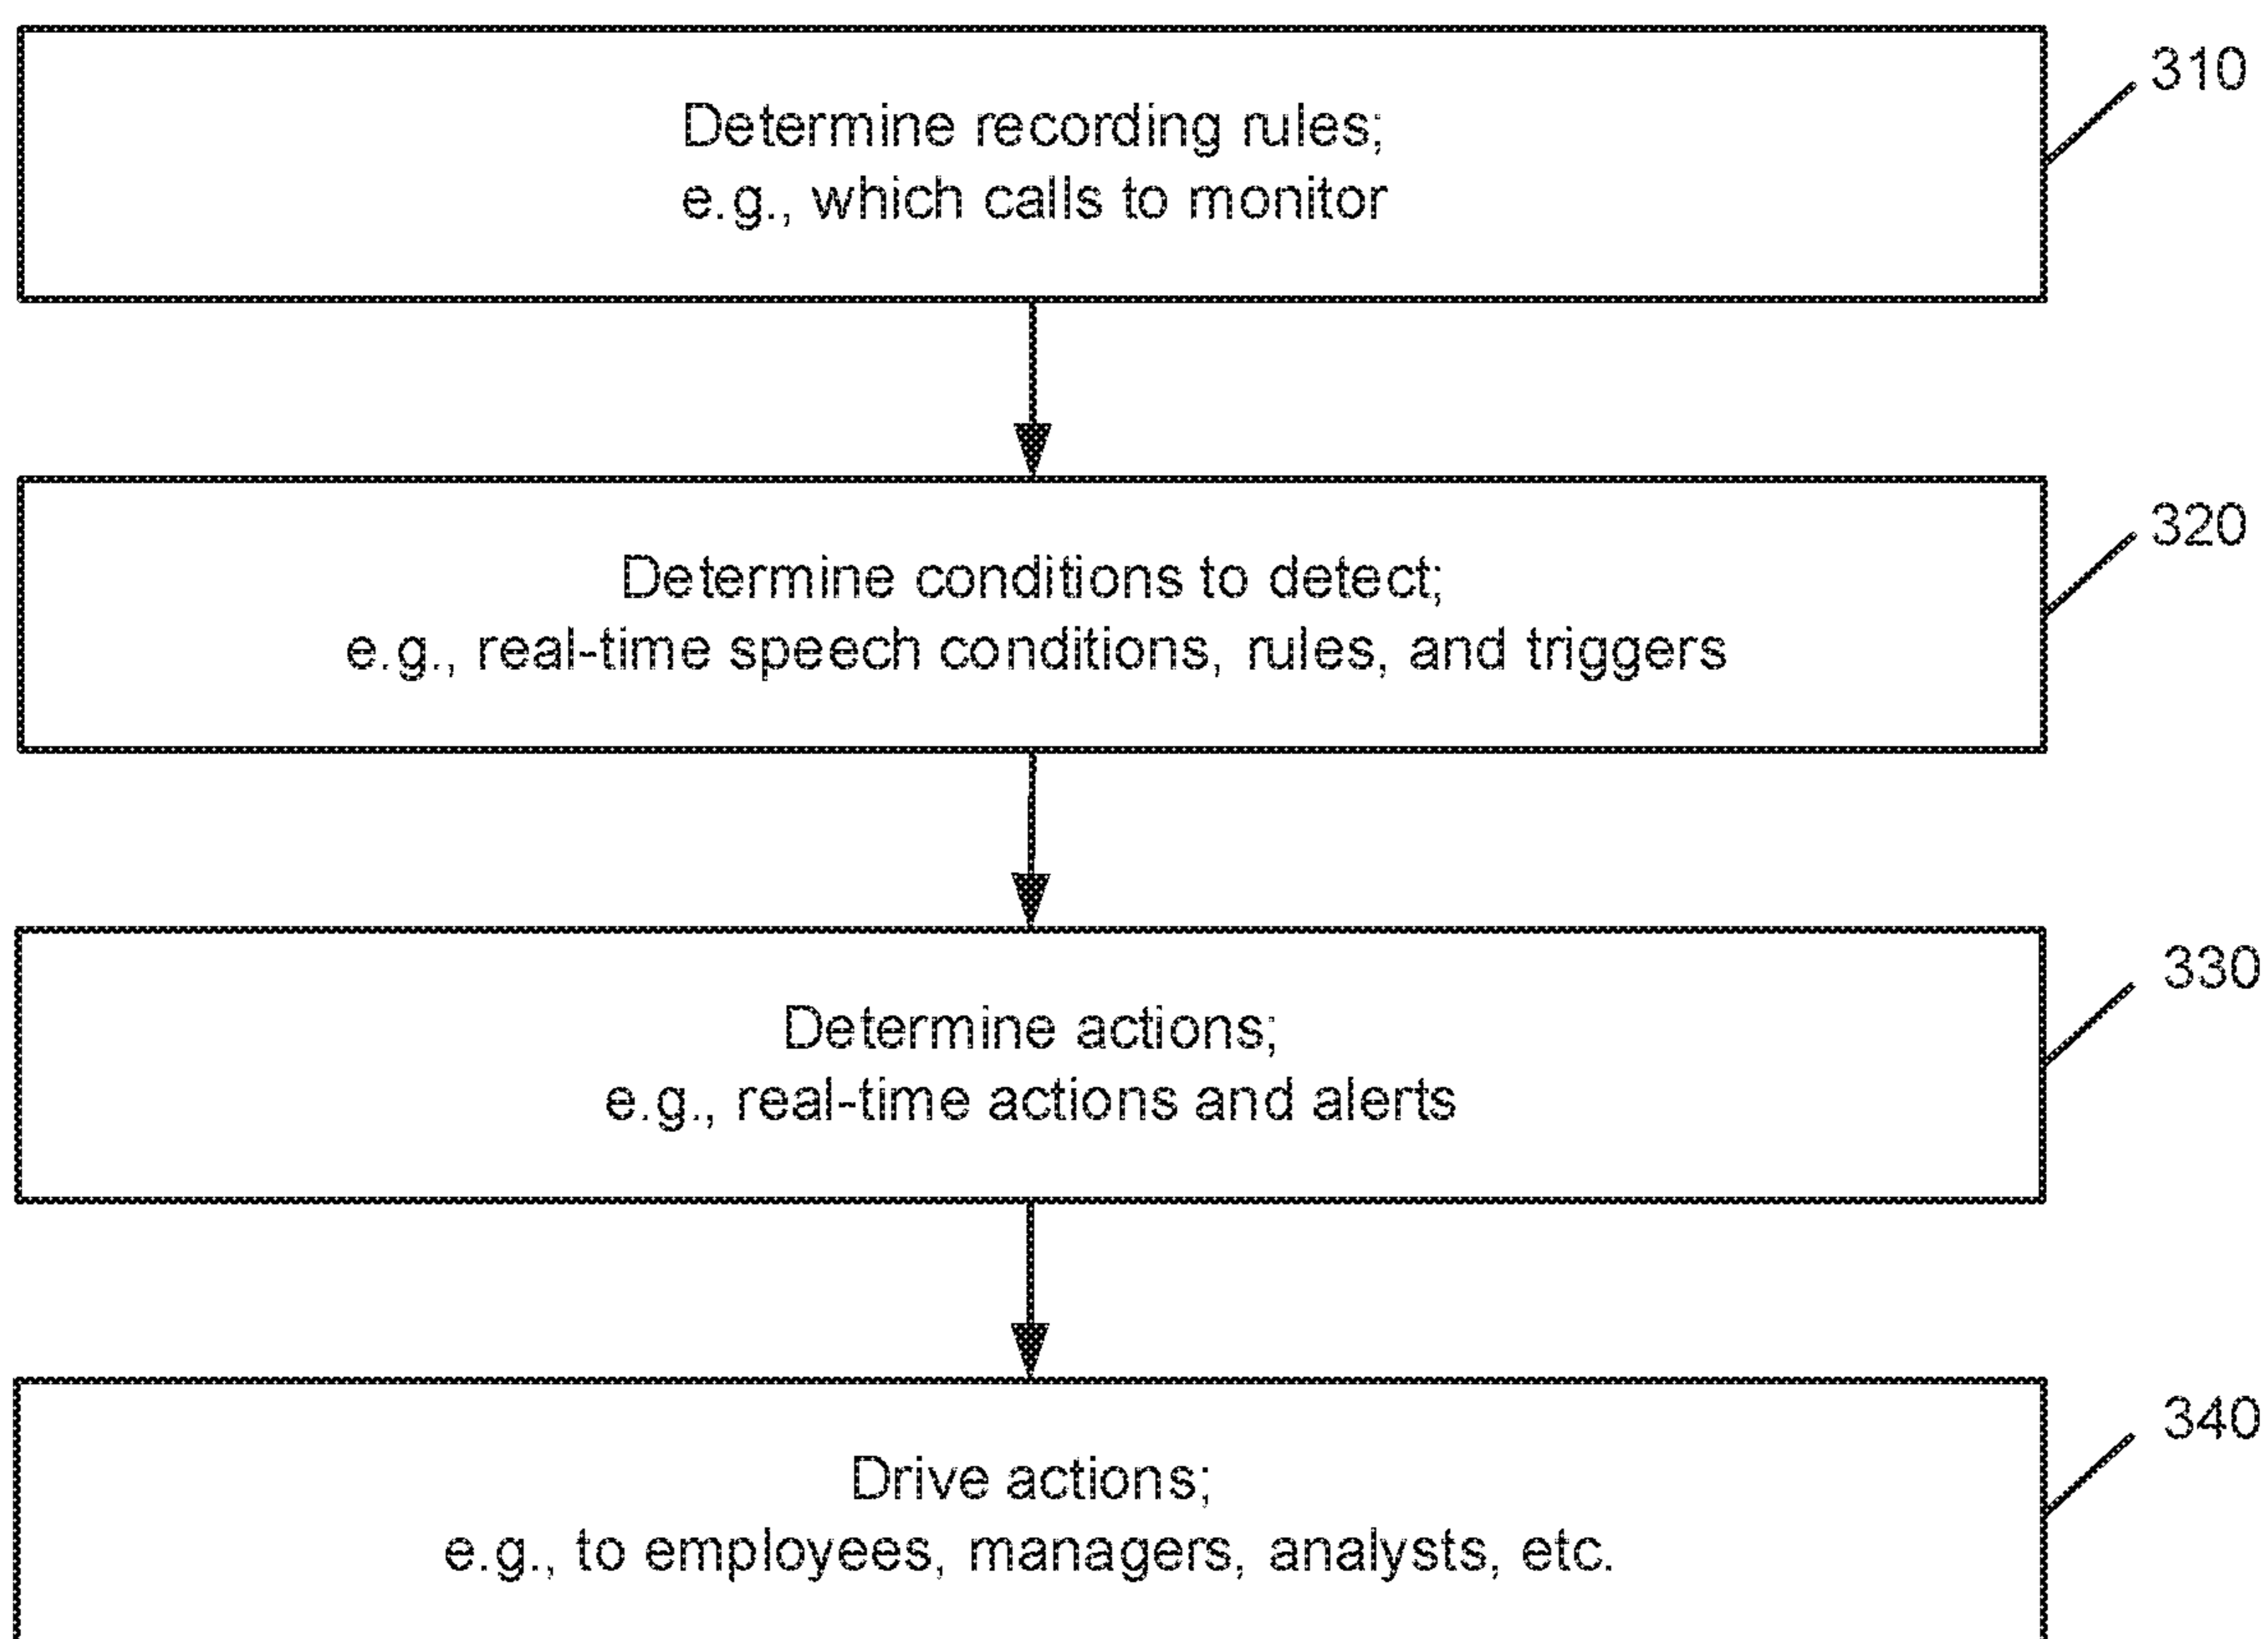 310
Determine recording rules;
e.g., which calls to monitor
320
Determine conditions to detect;
e.g., real-time speech conditions, rules, and triggers
330
Determine actions;
e.g., real-time actions and alerts
340
Drive actions;
e.g., to employees, managers, analysts, etc.